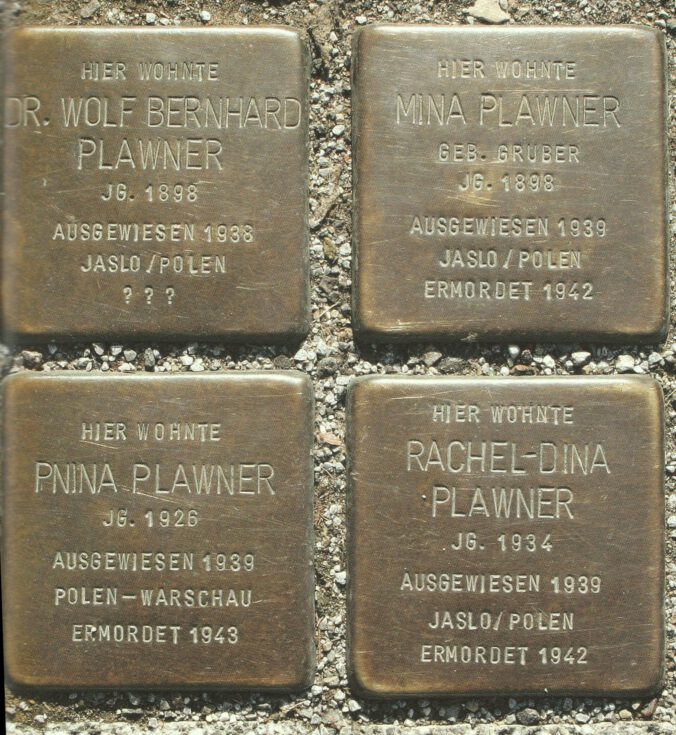 HIER WOHNTE
DR. WOLF BERNHARD
PLAWNER
JG. 1898
AUSGEWIESEN 1938
JASLO/POLEN
? ? ?
HIER WOHNTE
MINA PLAWNER
GEB. GRUBER
JG. 1898
AUSGEWIESEN 1939
JASLO/POLEN
ERMORDET 1942
HIER WOHNTE
PNINA PLAWNER
JG. 1926
AUSGEWIESEN 1939
POLEN-WARSCHAU
ERMORDET 1943
HIER WOHNTE
RACHEL-DINA
PLAWNER
JG. 1934
AUSGEWIESEN 1939
JASLO/POLEN
ERMORDET 1942